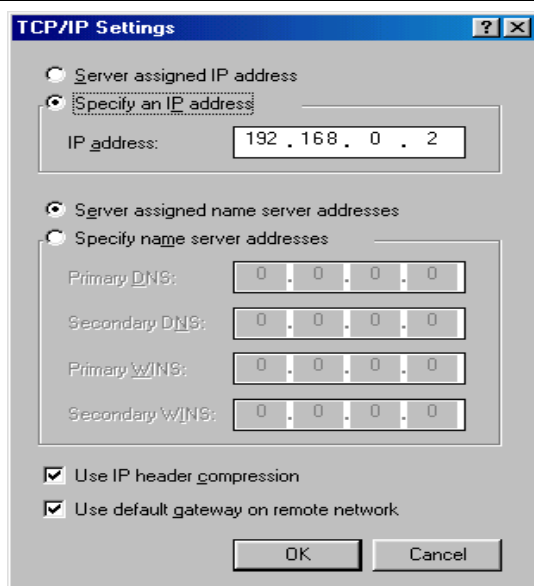 TCP/IP Settings
Server assigned IP address
Specify an IP address
IP address: 192 . 168 . 0 . 2
Server assigned name server addresses
Specify name server addresses
Primary DNS: 0 . 0 . 0 . 0
Secondary DNS: 0 . 0 . 0 . 0
Primary WINS: 0 . 0 . 0 . 0
Secondary WINS: 0 . 0 . 0 . 0
Use IP header compression
Use default gateway on remote network
OK Cancel